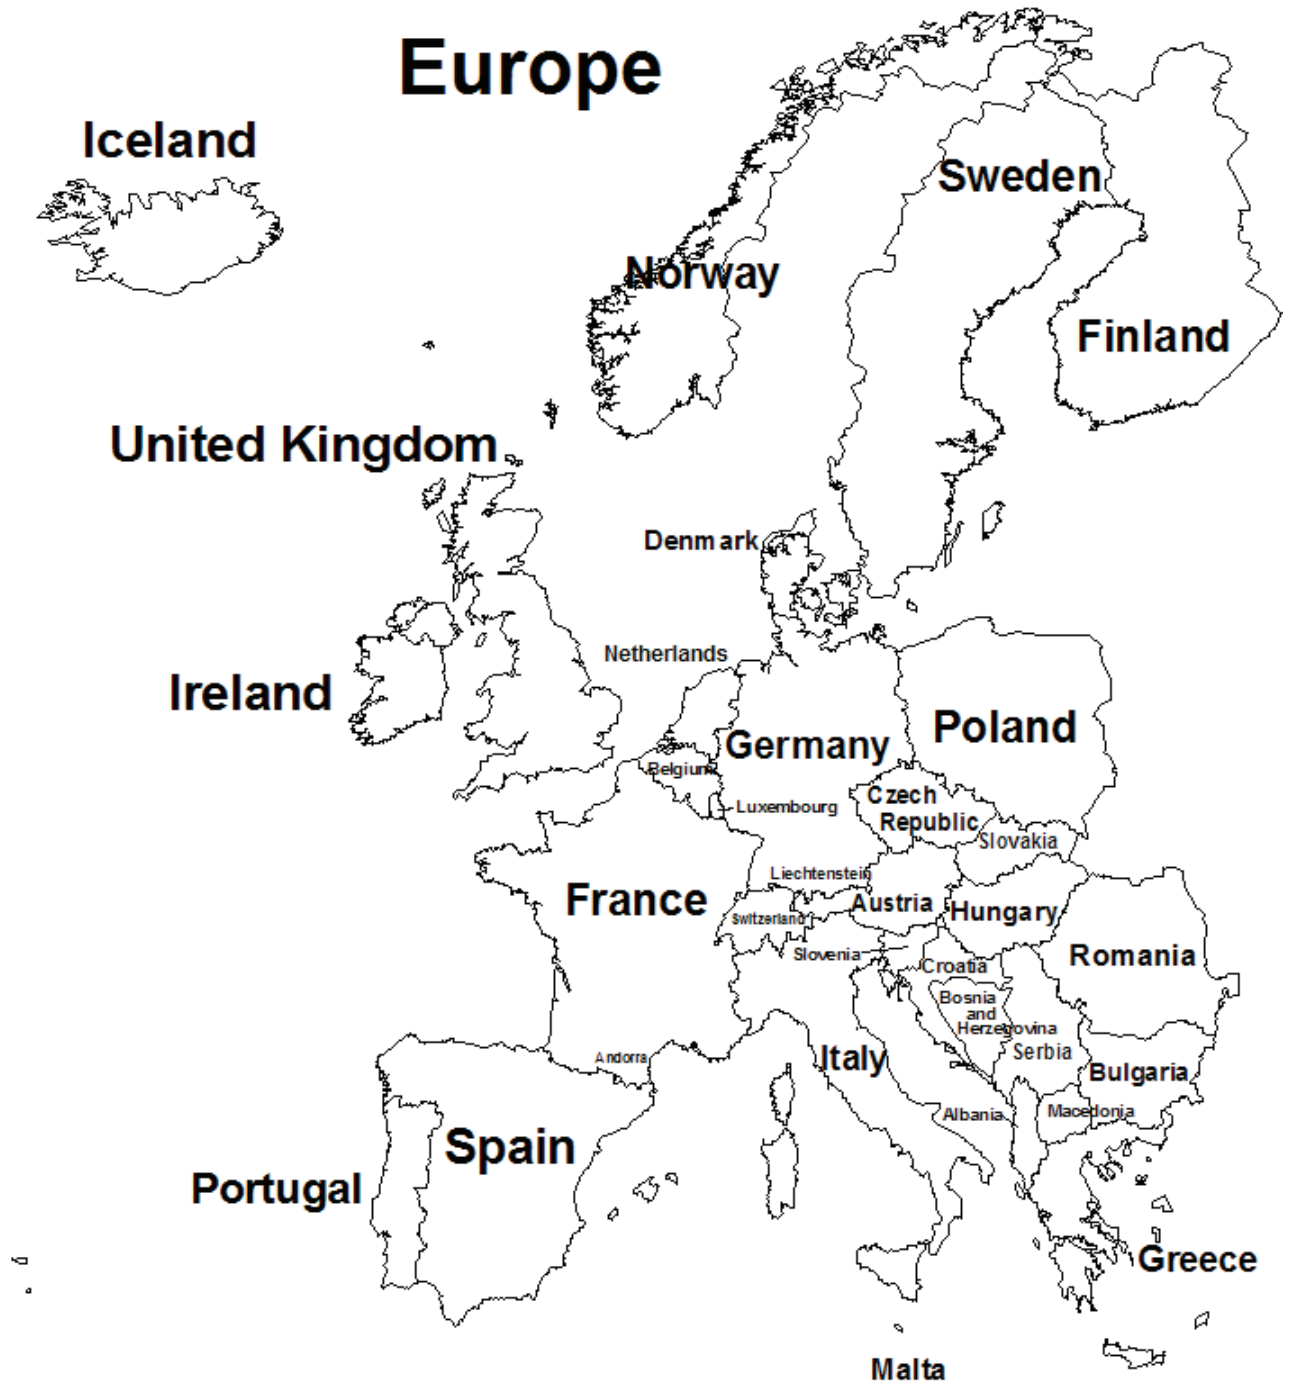 Europe
Iceland
Sweden
Norway
Finland
United Kingdom
Denmark
Netherlands
Ireland
Poland
Germany
Belgium
Czech
Republic
Luxembourg
Slovakia
Liechtenstein
France
Austria
Hungary
Switzerland
Slovenia
Romania
Croatia
Bosnia
and
Herzegovina
Serbia
Italy
Andorra
Bulgaria
Albania
Macedonia
Spain
Portugal
Greece
Malta